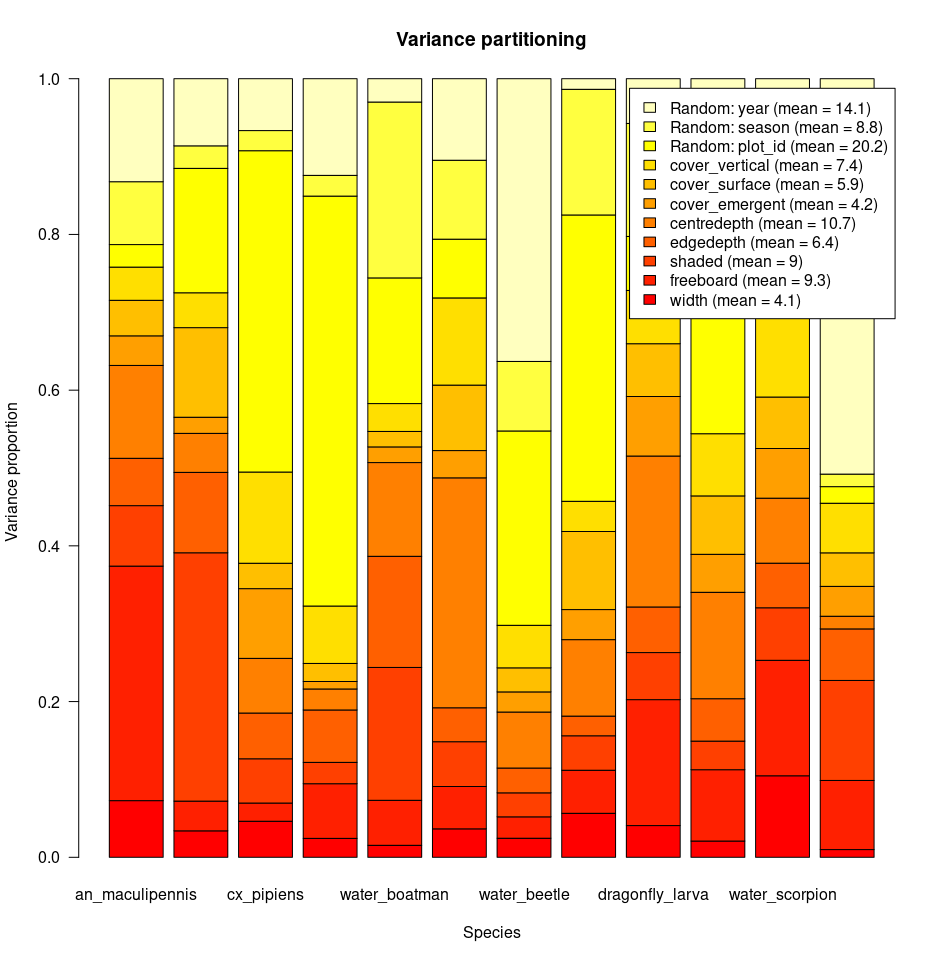 Variance partitioning
Variance proportion
1.0
0.8
0.6
0.4
0.2
0.0
Random: year (mean = 14.1)
Random: season (mean = 8.8)
Random: plot_id (mean = 20.2)
cover_vertical (mean = 7.4)
cover_surface (mean = 5.9)
cover_emergent (mean = 4.2)
centredepth (mean = 10.7)
edgedepth (mean = 6.4)
shaded (mean = 9)
freeboard (mean = 9.3)
width (mean = 4.1)
an_maculipennis cx_pipiens water_boatman water_beetle dragonfly_larva water_scorpion
Species